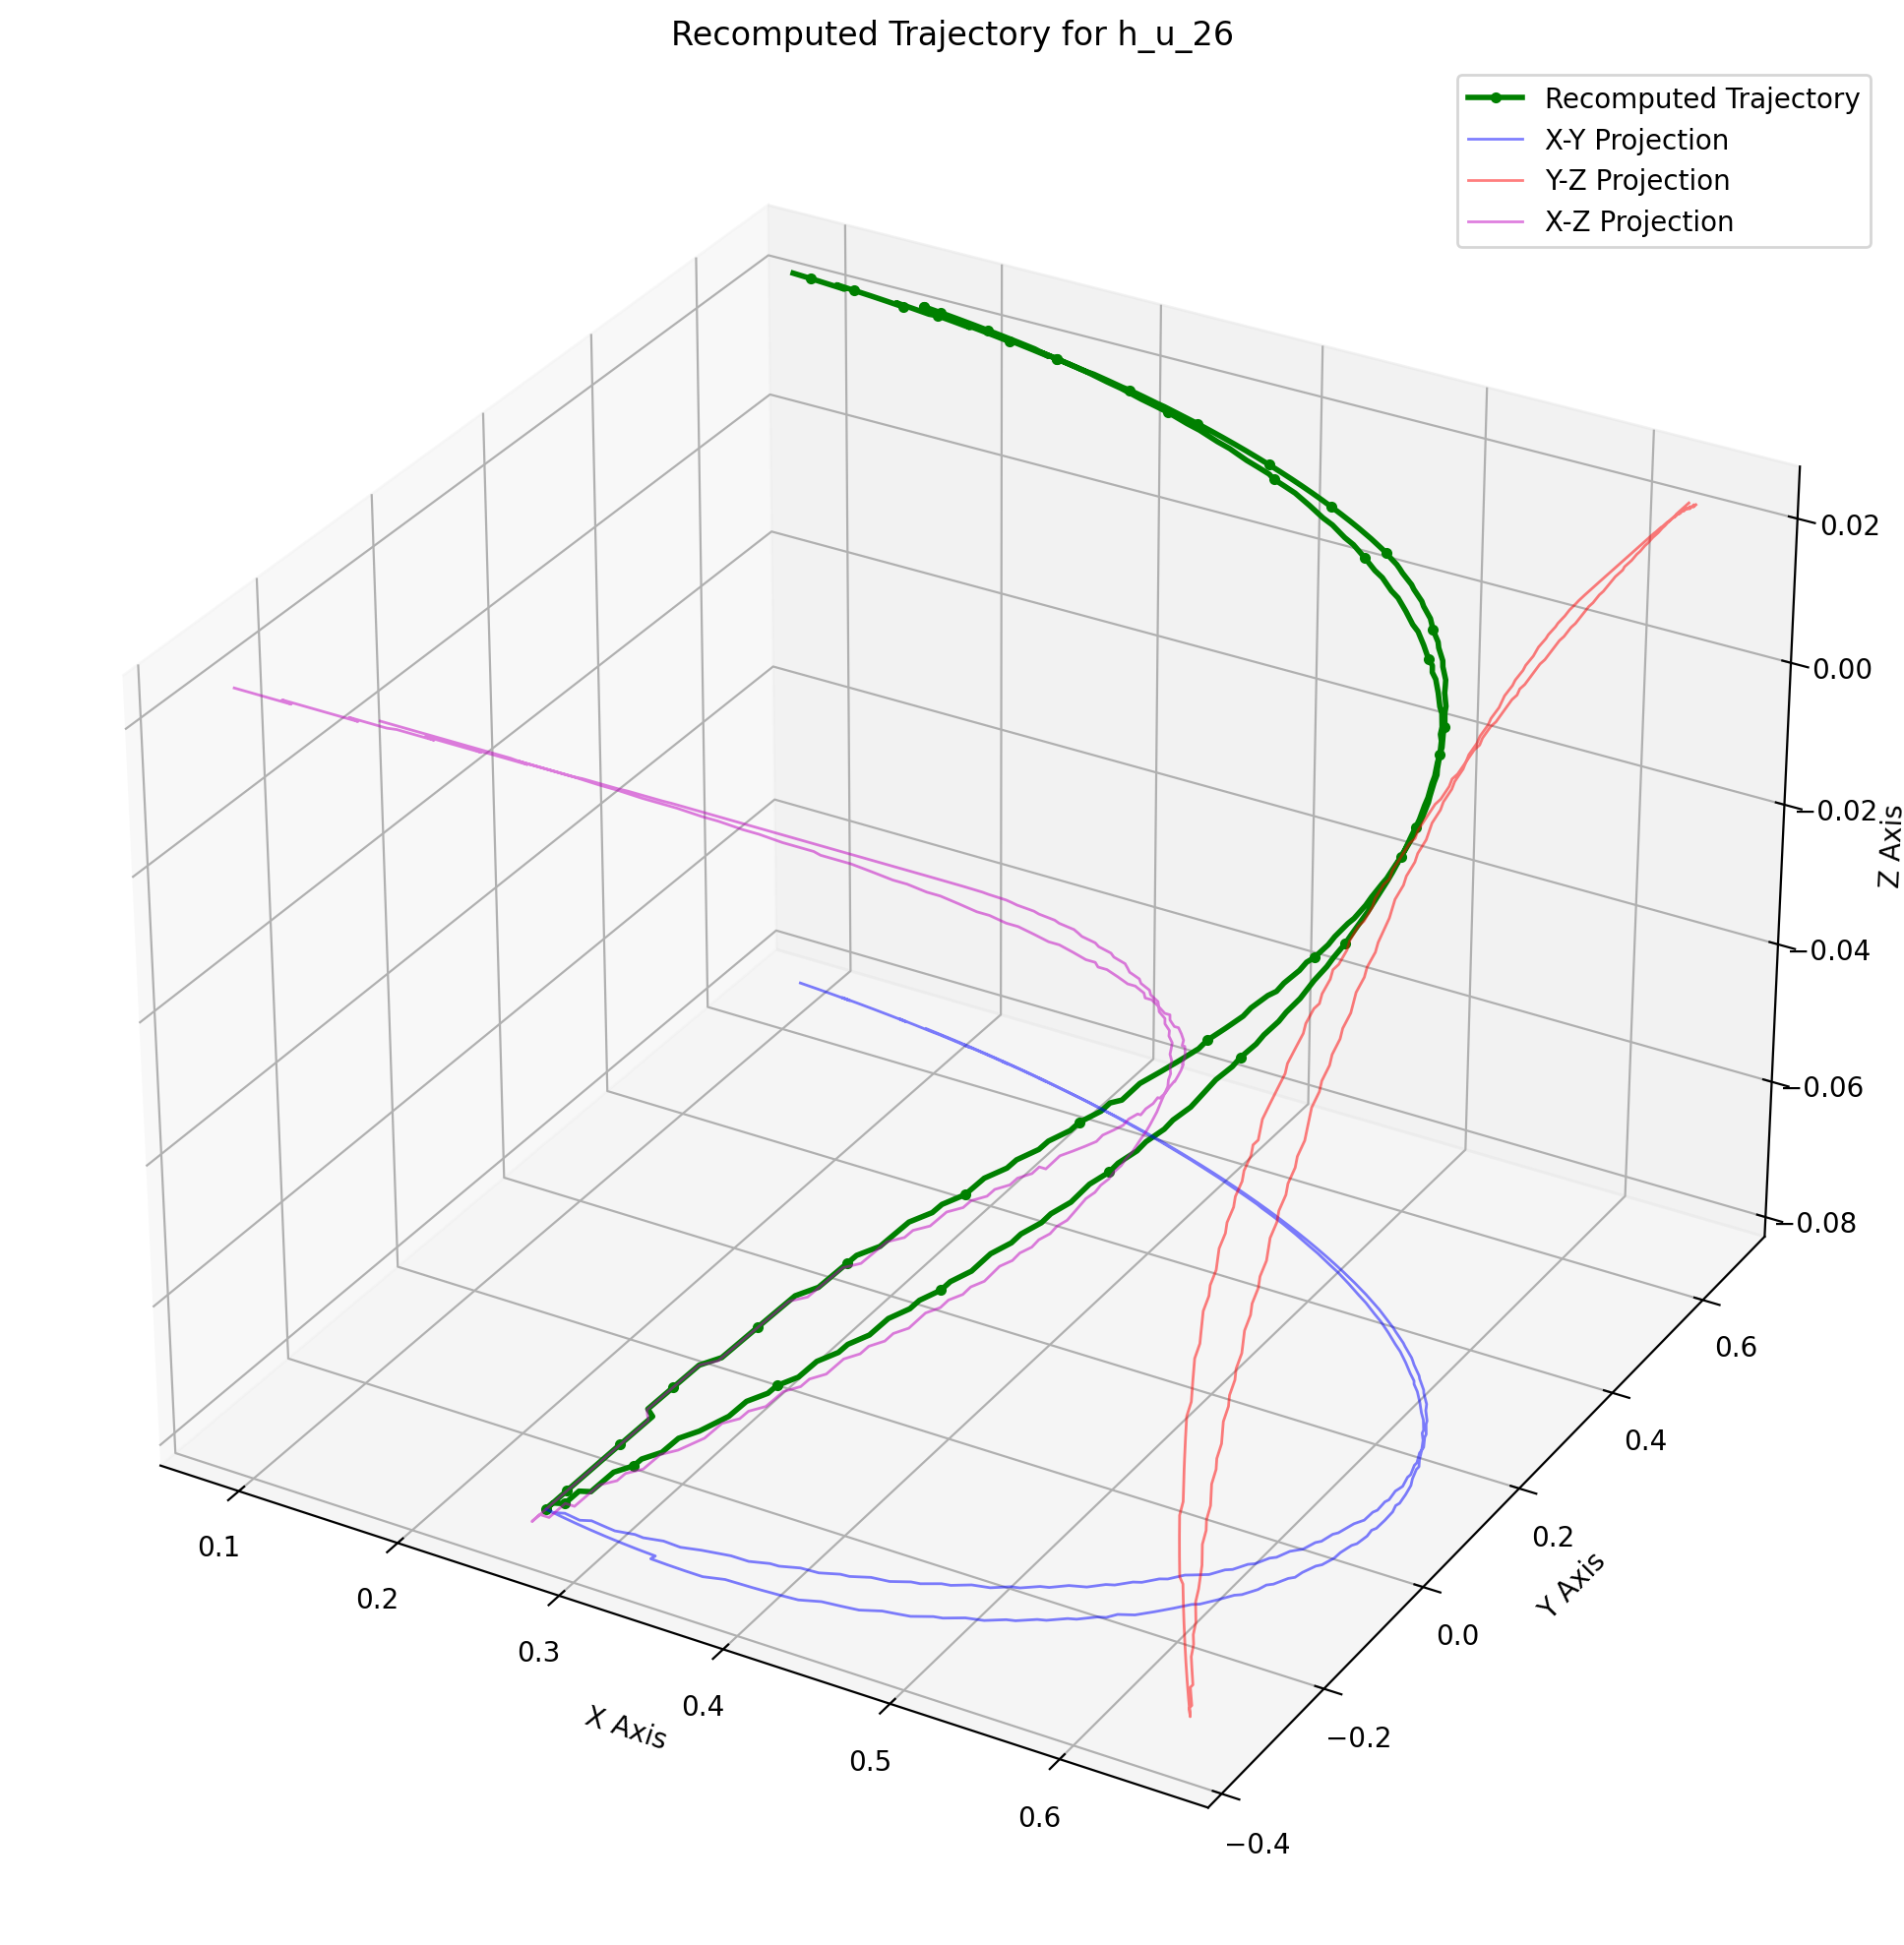 Recomputed Trajectory for h_u_26
Recomputed Trajectory
X-Y Projection
Y-Z Projection
X-Z Projection
0.02
0.00
−0.02
Z Axis
−0.04
−0.06
−0.08
0.6
0.4
0.2
Y Axis
0.0
−0.2
−0.4
0.1
0.2
0.3
0.4
X Axis
0.5
0.6